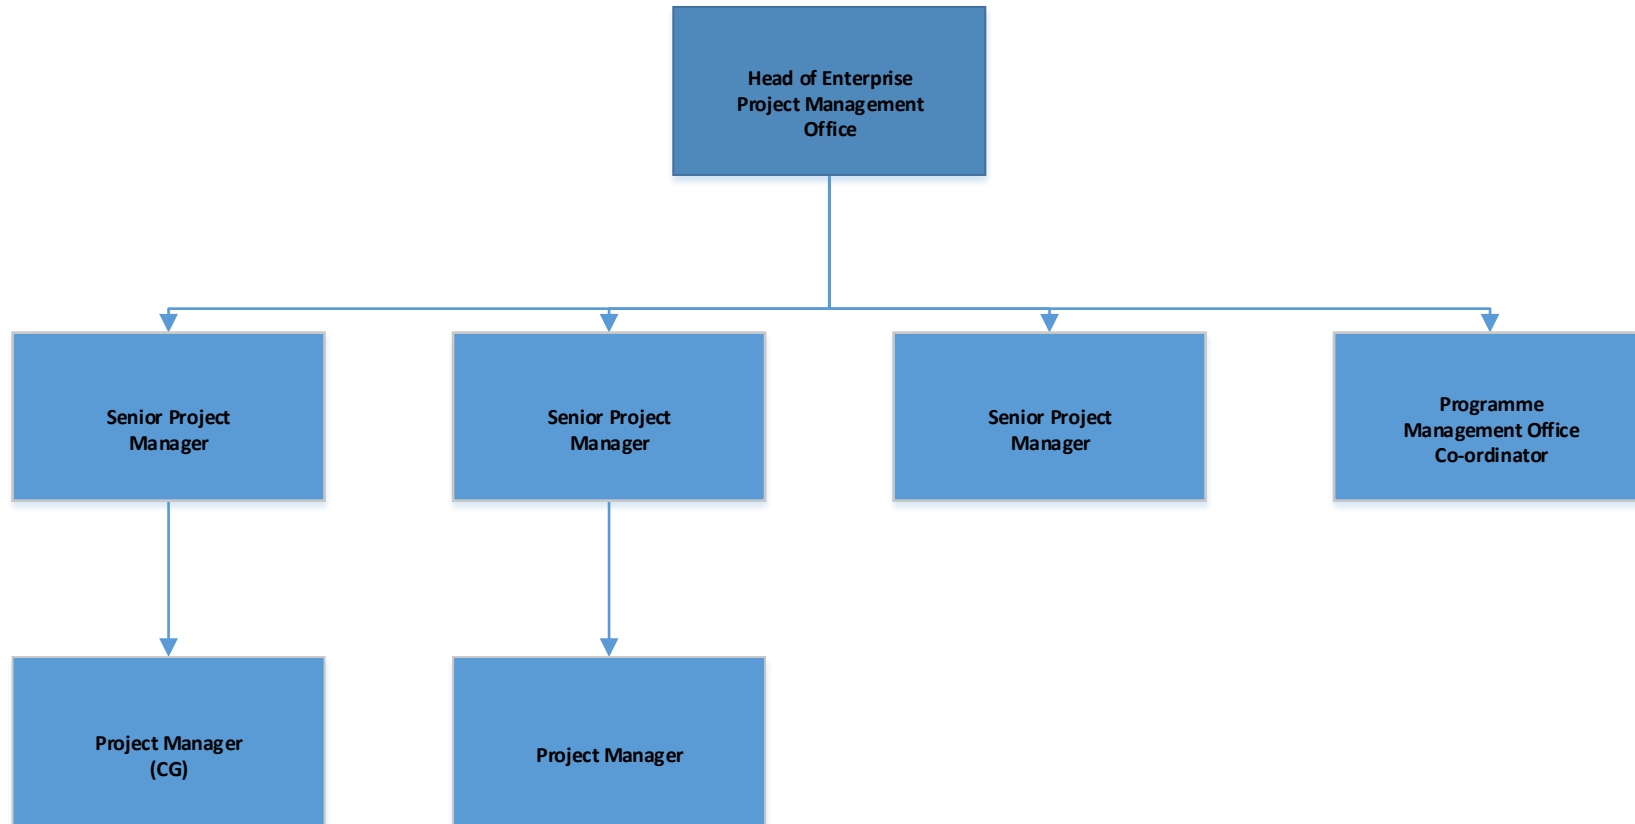 Head of Enterprise
Project Management
Office
Senior Project
Manager
Senior Project
Manager
Senior Project
Manager
Programme
Management Office
Co-ordinator
Project Manager
(CG)
Project Manager